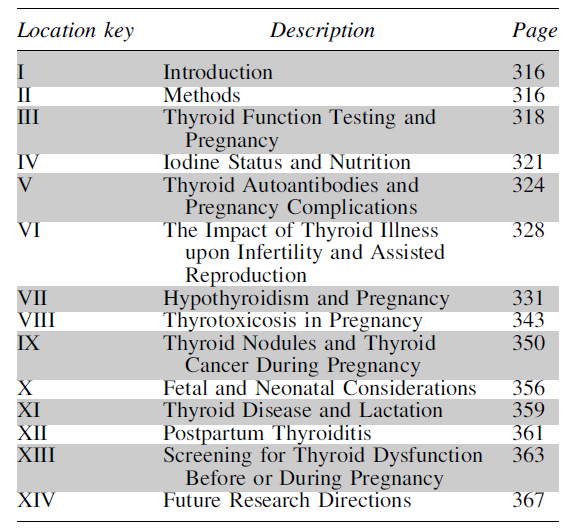 Location key Description Page
I Introduction 316
II Methods 316
III Thyroid Function Testing and 318
Pregnancy
IV Iodine Status and Nutrition 321
V Thyroid Autoantibodies and 324
Pregnancy Complications
VI The Impact of Thyroid Illness 328
upon Infertility and Assisted
Reproduction
VII Hypothyroidism and Pregnancy 331
VIII Thyrotoxicosis in Pregnancy 343
IX Thyroid Nodules and Thyroid 350
Cancer During Pregnancy
X Fetal and Neonatal Considerations 356
XI Thyroid Disease and Lactation 359
XII Postpartum Thyroiditis 361
XIII Screening for Thyroid Dysfunction 363
Before or During Pregnancy
XIV Future Research Directions 367